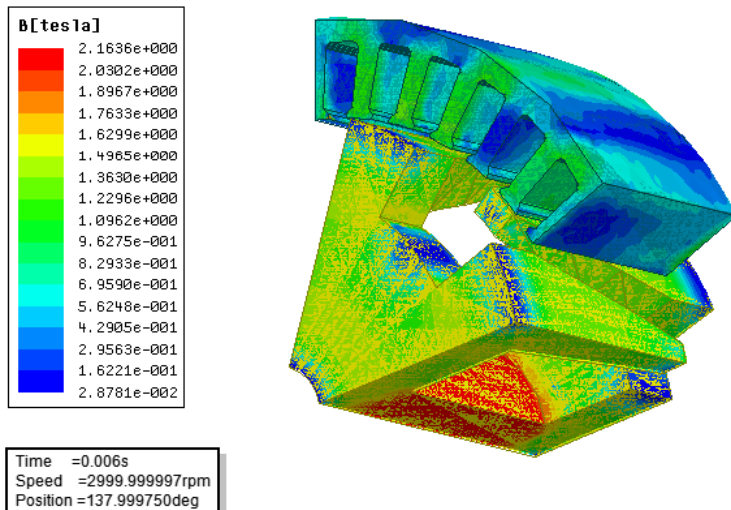 B[tesla]
2.1636e+000
2.0302e+000
1.8967e+000
1.7633e+000
1.6299e+000
1.4965e+000
1.3630e+000
1.2296e+000
1.0962e+000
9.6275e-001
8.2933e-001
6.9590e-001
5.6248e-001
4.2905e-001
2.9563e-001
1.6221e-001
2.8781e-002
Time =0.006s
Speed =2999.999997rpm
Position =137.999750deg